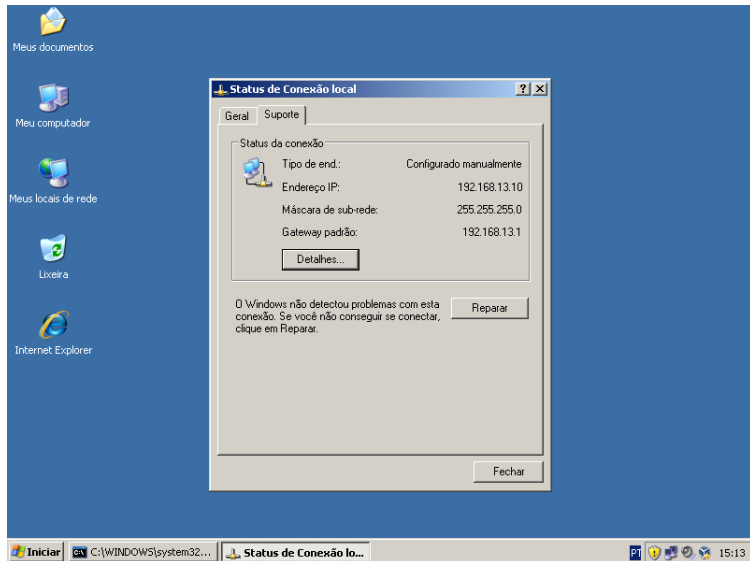 Meus documentos
Meu computador
Meus locais de rede
Lixeira
Internet Explorer
Status de Conexão local
Geral Suporte
Status da conexão
Tipo de end.: Configurado manualmente
Endereço IP: 192.168.13.10
Máscara de sub-rede: 255.255.255.0
Gateway padrão: 192.168.13.1
Detalhes...
O Windows não detectou problemas com esta
conexão. Se você não conseguir se conectar,
clique em Reparar.
Reparar
Fechar
Iniciar C:\WINDOWS\system32... Status de Conexão lo... PT 15:13